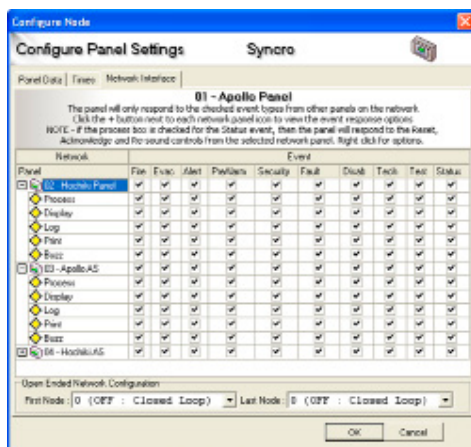 Configure Node
Configure Panel Settings Syncro
Panel Data Times Network Interface
01 - Apollo Panel
The panel will only respond to the checked event types from other panels on the network.
Click the + button next to each network panel icon to view the event response options
NOTE - if the process box is checked for the Status event, then the panel will respond to the Reset,
Acknowledge and Re-sound controls from the selected network panel. Right click for options.
Network Event
Panel Fire Evac Alert PreAlarm Security Fault Disab Tech Test Status
02 - Hochiki Panel
Process
Display
Log
Print
Buzz
03 - Apollo AS
Process
Display
Log
Print
Buzz
04 - Hochiki AS
Open Ended Network Configuration
First Node : 0 (OFF : Closed Loop) Last Node : 0 (OFF : Closed Loop)
OK Cancel